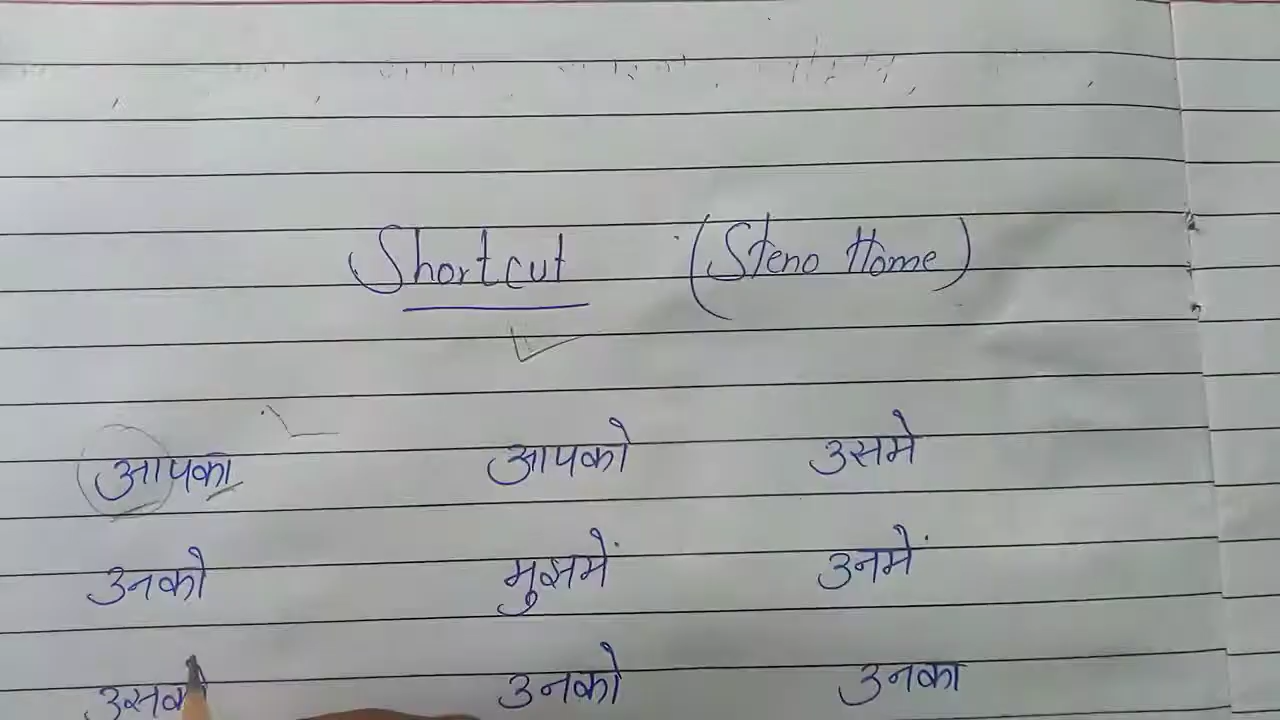 Shortcut (Steno Home)
आपका आपको उसमे
उनको मुझमें उनमें
उनको उनका